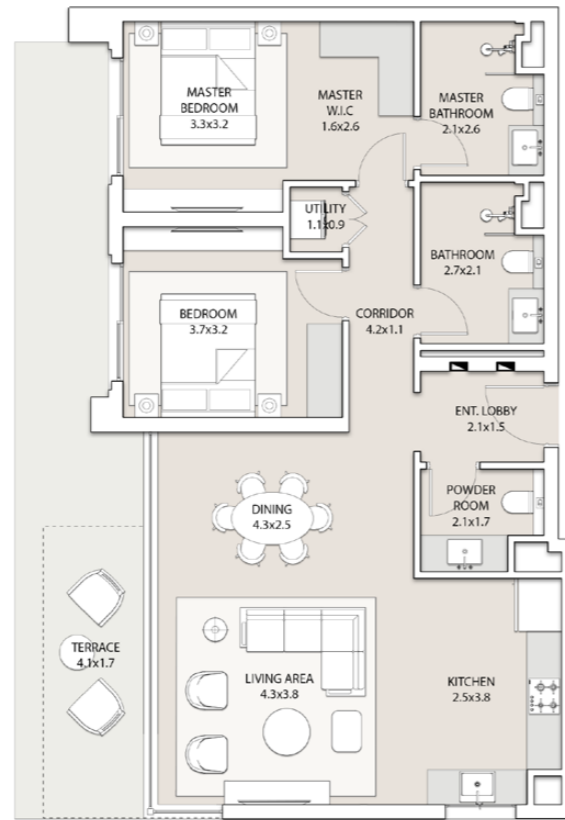 MASTER
BEDROOM
3.3x3.2
MASTER
W.I.C
1.6x2.6
MASTER
BATHROOM
2.1x2.6
UTILITY
1.1x0.9
BATHROOM
2.7x2.1
BEDROOM
3.7x3.2
CORRIDOR
4.2x1.1
ENT. LOBBY
2.1x1.5
POWDER
ROOM
2.1x1.7
DINING
4.3x2.5
TERRACE
4.1x1.7
LIVING AREA
4.3x3.8
KITCHEN
2.5x3.8